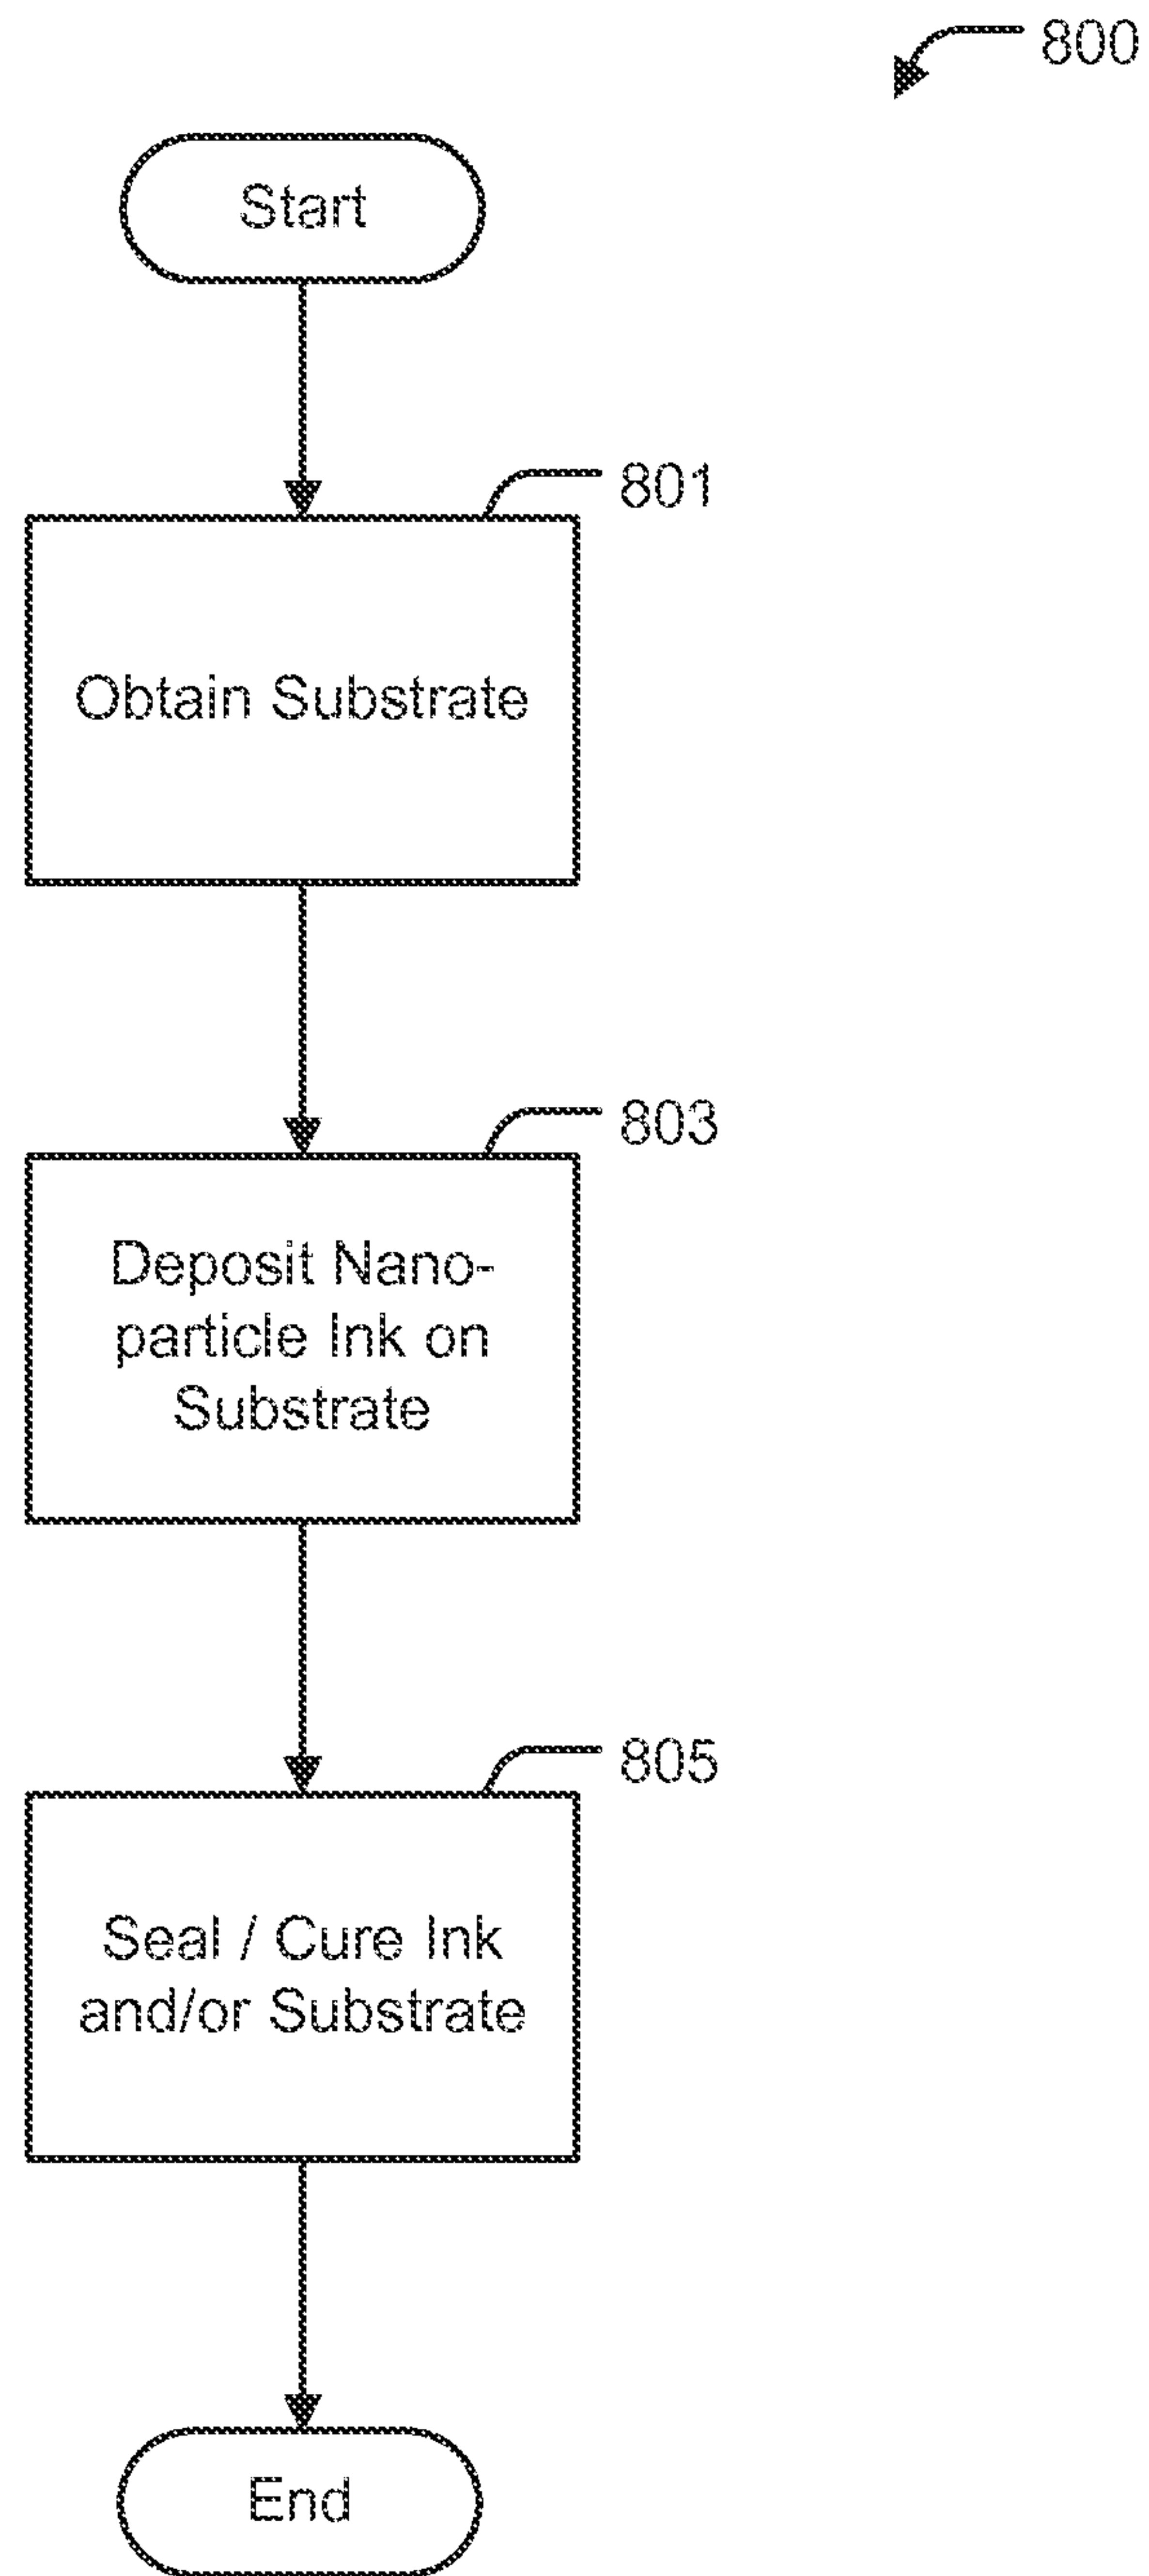 800
Start
801
Obtain Substrate
803
Deposit Nano-
particle Ink on
Substrate
805
Seal / Cure Ink
and/or Substrate
End